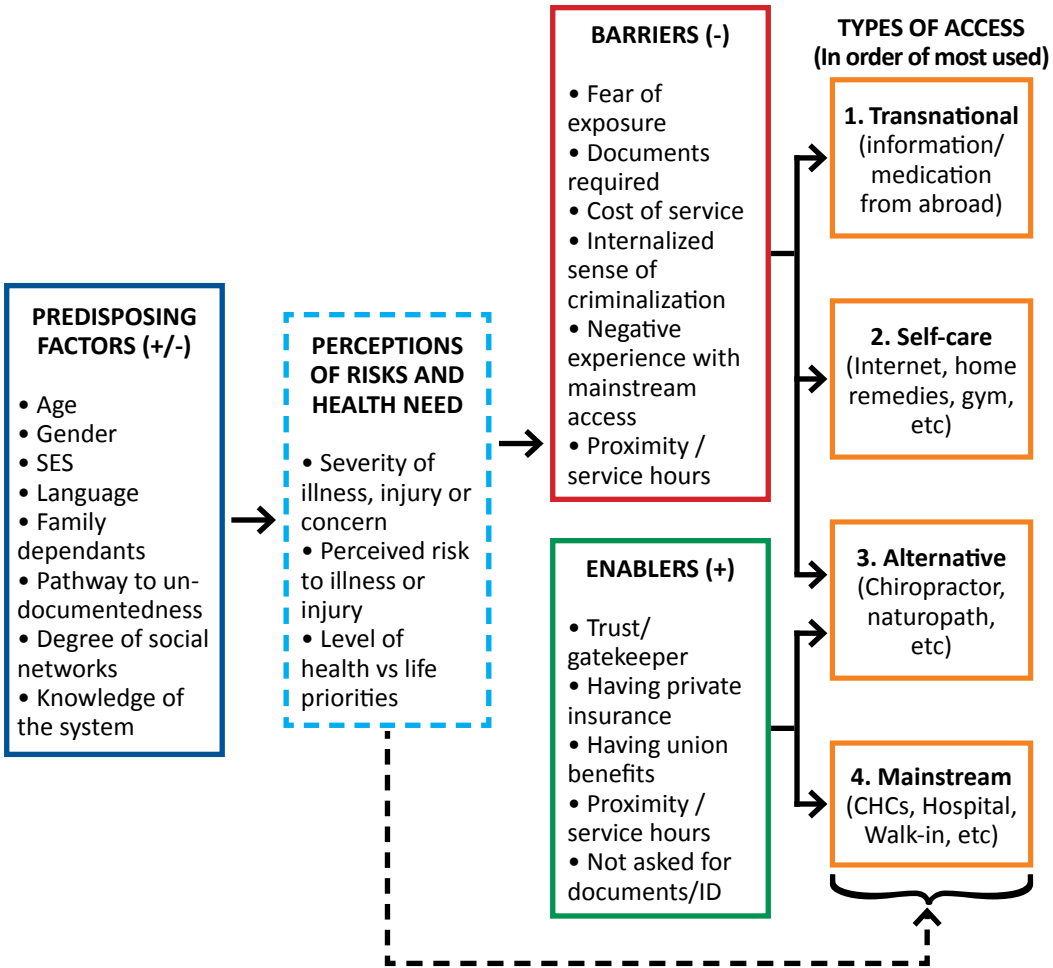 PREDISPOSING
FACTORS (+/-)
• Age
• Gender
• SES
• Language
• Family
dependants
• Pathway to un-
documentedness
• Degree of social
networks
• Knowledge of
the system
PERCEPTIONS
OF RISKS AND
HEALTH NEED
• Severity of
illness, injury or
concern
• Perceived risk
to illness or
injury
• Level of
health vs life
priorities
BARRIERS (-)
• Fear of
exposure
• Documents
required
• Cost of service
• Internalized
sense of
criminalization
• Negative
experience with
mainstream
access
• Proximity /
service hours
ENABLERS (+)
• Trust/
gatekeeper
• Having private
insurance
• Having union
benefits
• Proximity /
service hours
• Not asked for
documents/ID
TYPES OF ACCESS
(In order of most used)
1. Transnational
(information/
medication
from abroad)
2. Self-care
(Internet, home
remedies, gym,
etc)
3. Alternative
(Chiropractor,
naturopath,
etc)
4. Mainstream
(CHCs, Hospital,
Walk-in, etc)